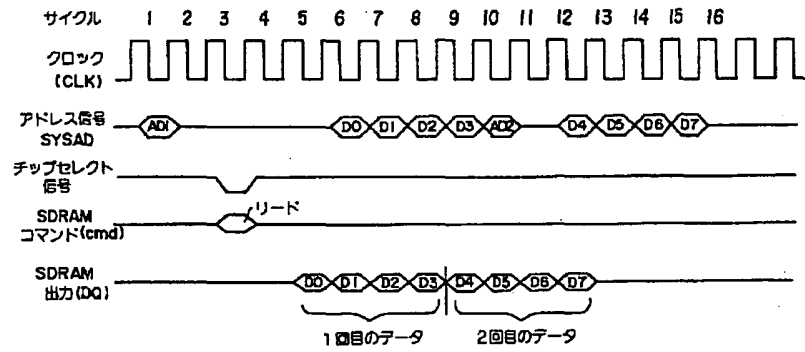 サイクル 1 2 3 4 5 6 7 8 9 10 11 12 13 14 15 16
クロック
(CLK)
アドレス信号
SYSAD
AD1 D0 D1 D2 D3 AD2 D4 D5 D6 D7
チップセレクト
信号
リード
SDRAM
コマンド(cmd)
SDRAM
出力(DQ)
D0 D1 D2 D3 D4 D5 D6 D7
1回目のデータ 2回目のデータ